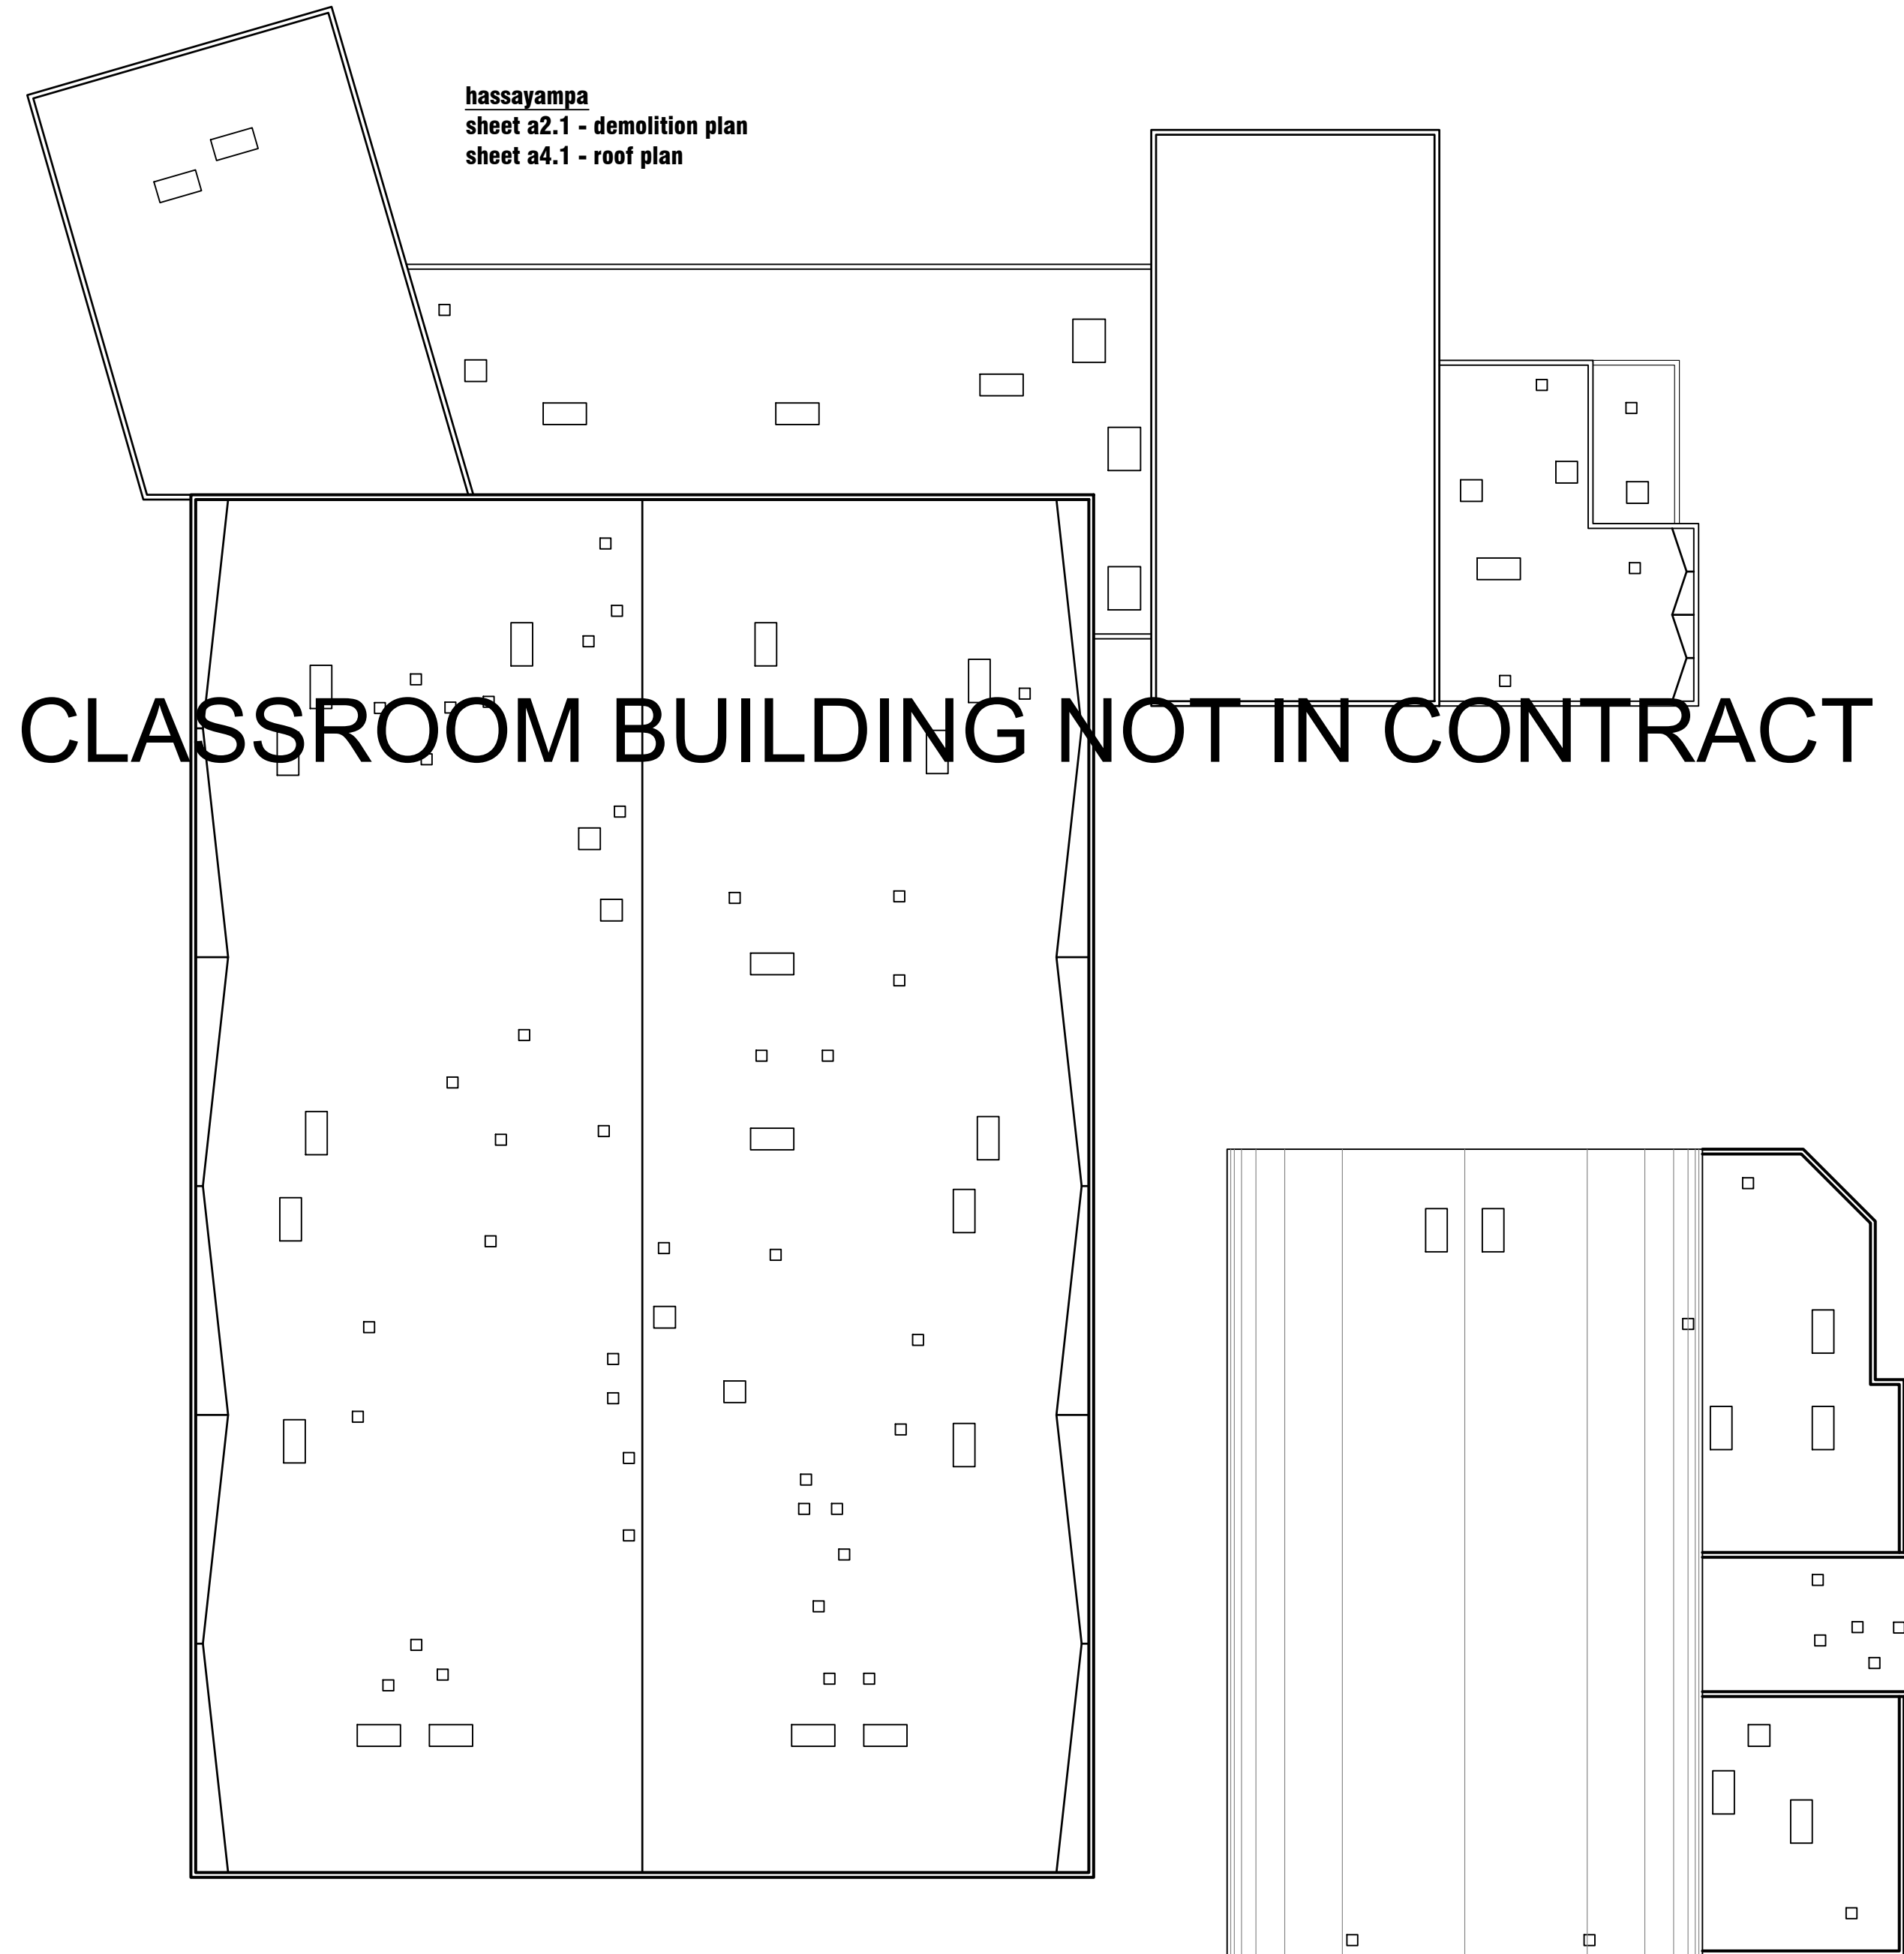 hassayampa
sheet a2.1 - demolition plan
sheet a4.1 - roof plan
CLASSROOM BUILDING NOT IN CONTRACT